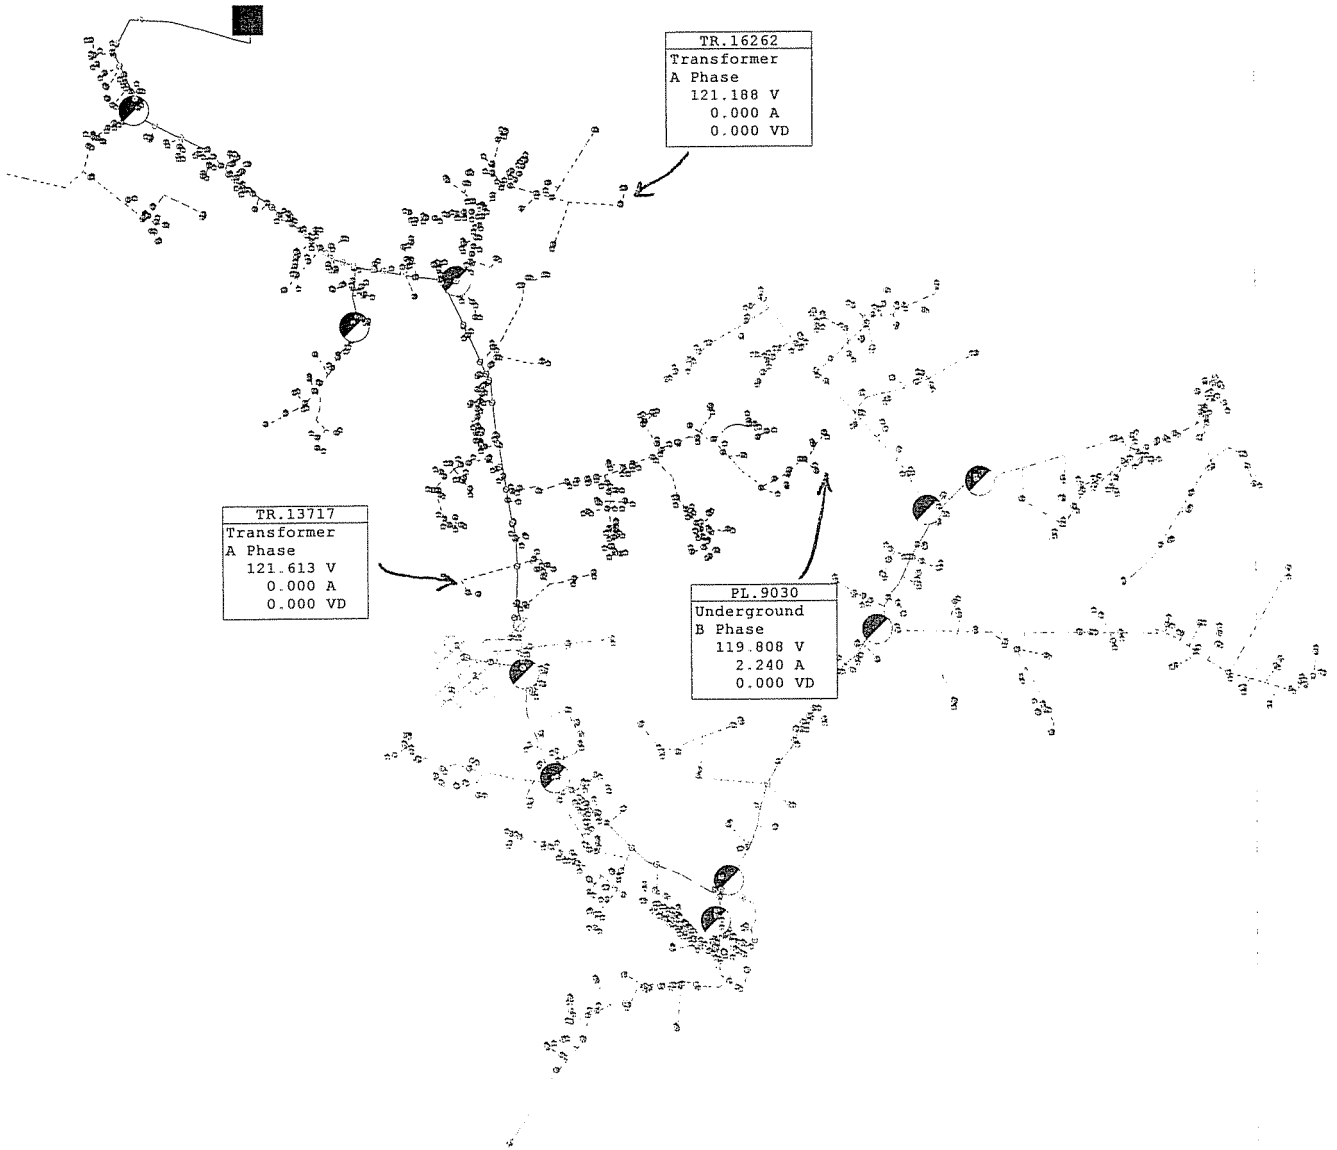 TR.16262
Transformer
A Phase
121.188 V
0.000 A
0.000 VD
TR.13717
Transformer
A Phase
121.613 V
0.000 A
0.000 VD
PL.9030
Underground
B Phase
119.808 V
2.240 A
0.000 VD